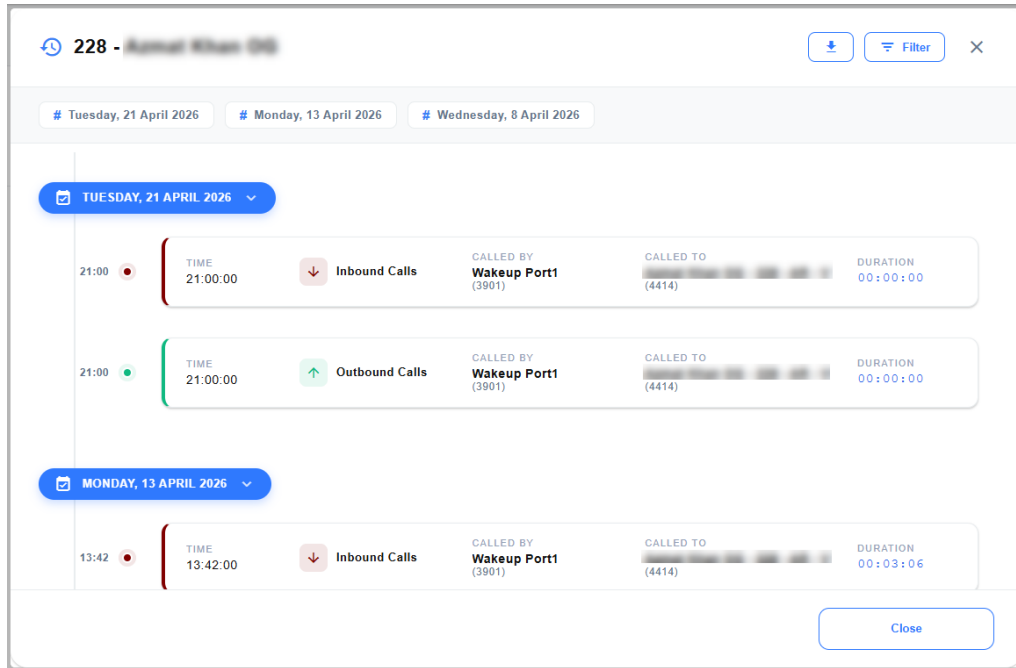 228 -
Filter
# Tuesday, 21 April 2026
# Monday, 13 April 2026
# Wednesday, 8 April 2026
TUESDAY, 21 APRIL 2026
21:00
TIME
21:00:00
Inbound Calls
CALLED BY
Wakeup Port1
(3901)
CALLED TO
(4414)
DURATION
00:00:00
21:00
TIME
21:00:00
Outbound Calls
CALLED BY
Wakeup Port1
(3901)
CALLED TO
(4414)
DURATION
00:00:00
MONDAY, 13 APRIL 2026
13:42
TIME
13:42:00
Inbound Calls
CALLED BY
Wakeup Port1
(3901)
CALLED TO
(4414)
DURATION
00:03:06
Close